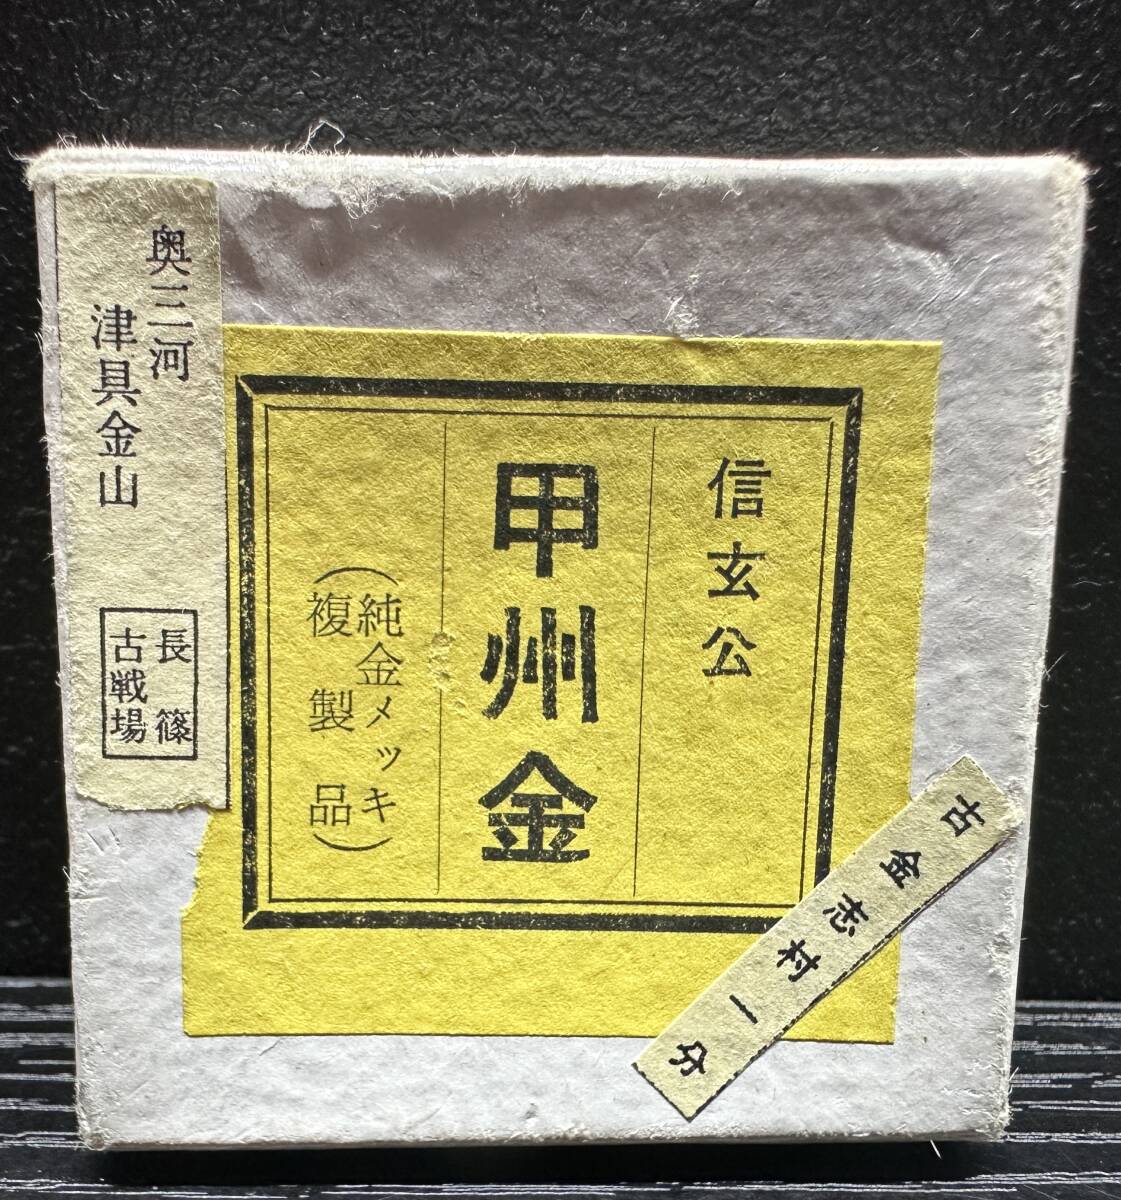 信玄公
甲州金
（純金メッキ
複製品）
奥三河
津具金山
長篠
古戦場
古金志村一分